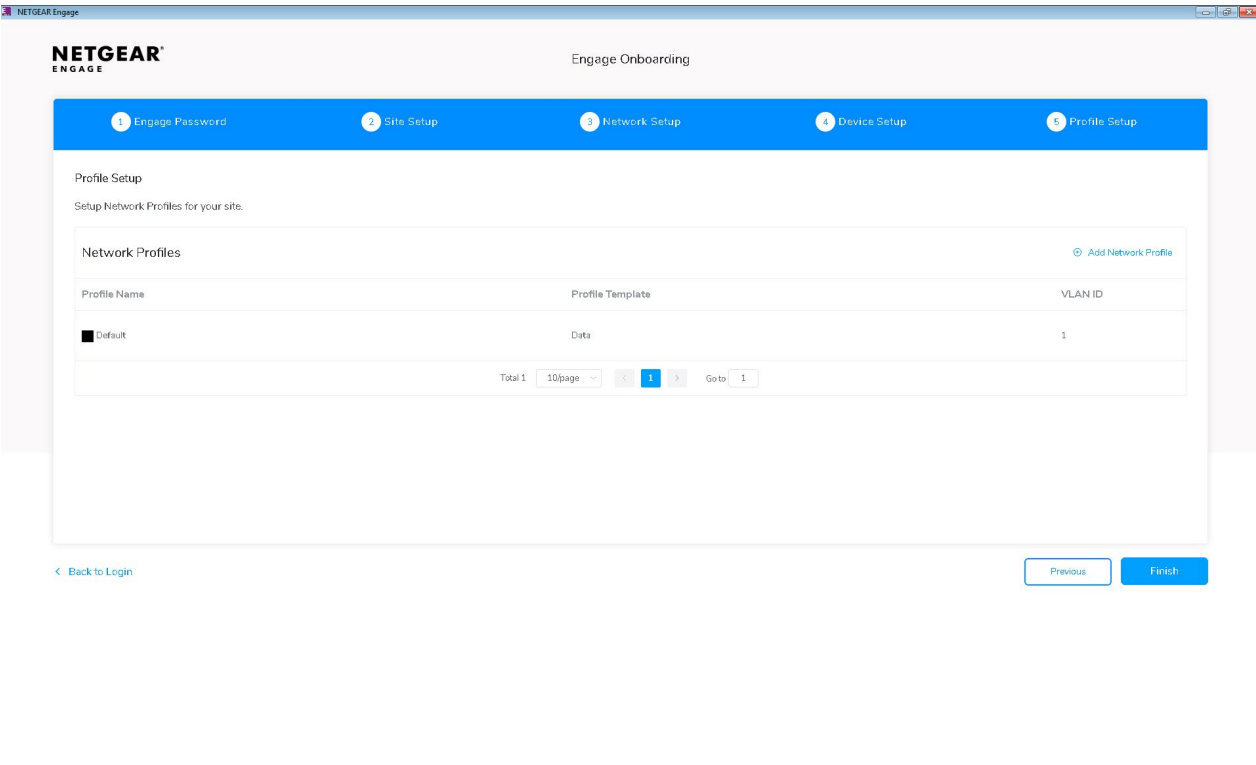 NETGEAR Engage
NETGEAR®
ENGAGE
Engage Onboarding
1 Engage Password 2 Site Setup 3 Network Setup 4 Device Setup 5 Profile Setup
Profile Setup
Setup Network Profiles for your site.
Network Profiles Add Network Profile
Profile Name Profile Template VLAN ID
Default Data 1
Total 1 10/page < 1 > Go to 1
< Back to Login Previous Finish